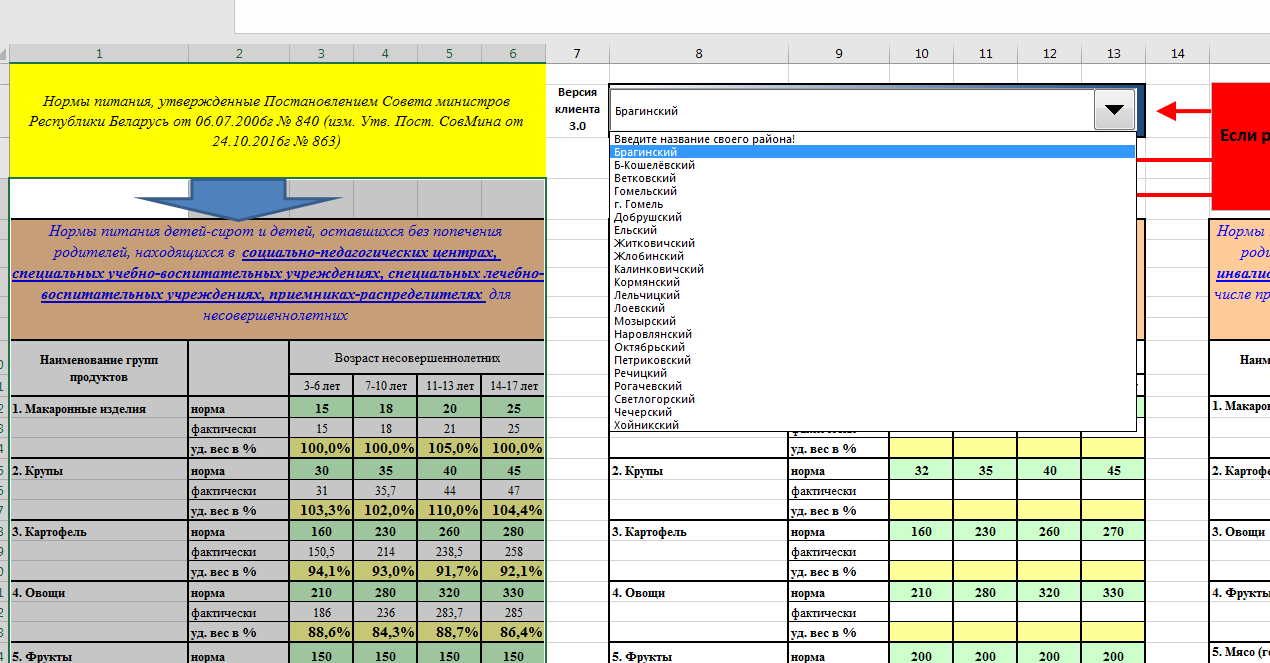 1 2 3 4 5 6 7 8 9 10 11 12 13 14
Нормы питания, утвержденные Постановлением Совета министров
Республики Беларусь от 06.07.2006г № 840 (изм. Утв. Пост. СовМина от
24.10.2016г № 863)
Версия
клиента
3.0
Брагинский
Если р
Введите название своего района!
Брагинский
Б-Кошелёвский
Ветковский
Гомельский
г. Гомель
Добрушский
Ельский
Житковичский
Жлобинский
Калинковичский
Кормянский
Лельчицкий
Лоевский
Мозырский
Наровлянский
Октябрьский
Петриковский
Речицкий
Рогачевский
Светлогорский
Чечерский
Хойникский
Нормы питания детей-сирот и детей, оставшихся без попечения
родителей, находящихся в социально-педагогических центрах,
специальных учебно-воспитательных учреждениях, специальных лечебно-
воспитательных учреждениях, приемниках-распределителях для
несовершеннолетних
Нормы
роди
инвалис
числе пр
Наименование групп
продуктов
Возраст несовершеннолетних
3-6 лет 7-10 лет 11-13 лет 14-17 лет
Наим
1. Макаронные изделия норма 15 18 20 25
1. Макарон
фактически 15 18 21 25
уд. вес в % 100,0% 100,0% 105,0% 100,0% уд. вес в %
2. Крупы норма 30 35 40 45 2. Крупы норма 32 35 40 45 2. Картофе
фактически 31 35,7 44 47 фактически
уд. вес в % 103,3% 102,0% 110,0% 104,4% уд. вес в %
3. Картофель норма 160 230 260 280 3. Картофель норма 160 230 260 270 3. Овощи
фактически 150,5 214 238,5 258 фактически
уд. вес в % 94,1% 93,0% 91,7% 92,1% уд. вес в %
4. Овощи норма 210 280 320 330 4. Овощи норма 210 280 320 330 4. Фрукты
фактически 186 236 283,7 285 фактически
уд. вес в % 88,6% 84,3% 88,7% 86,4% уд. вес в %
5. Фрукты норма 150 150 150 150 5. Фрукты норма 200 200 200 200 5. Мясо (го